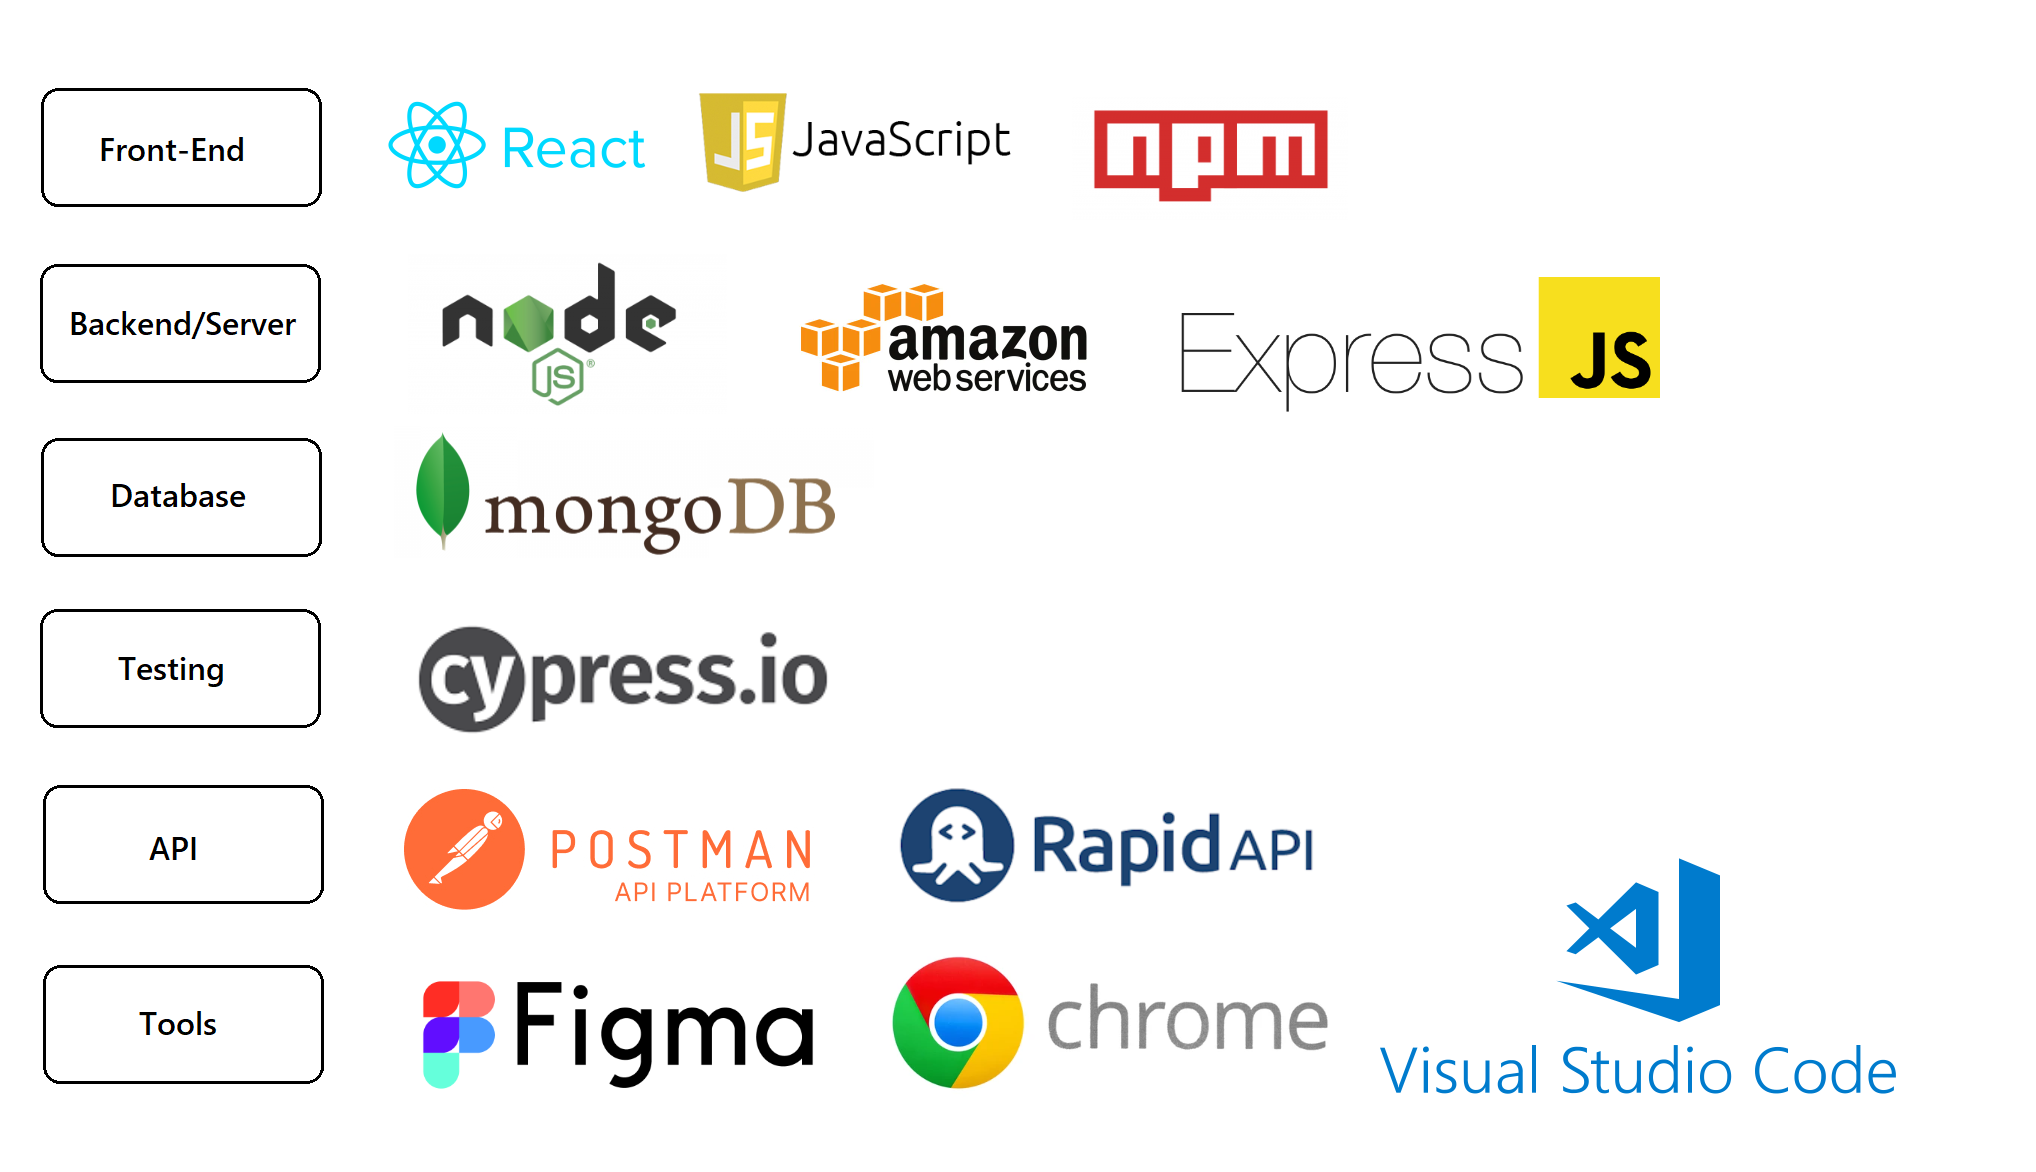 Front-End
React
JS JavaScript
npm
Backend/Server
node
JS ®
amazon
web services
Express JS
Database
mongoDB
Testing
cypress.io
API
POSTMAN
API PLATFORM
RapidAPI
Tools
Figma
chrome
Visual Studio Code